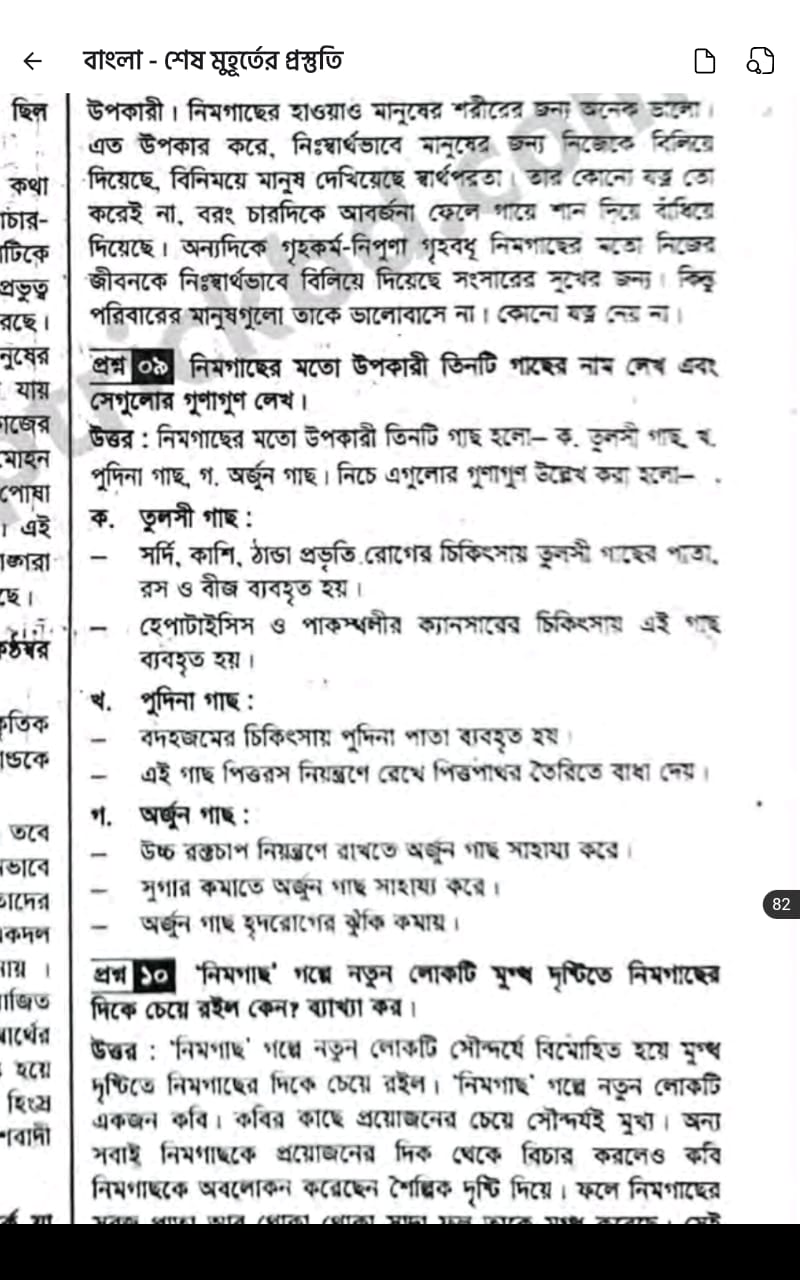 বাংলা - শেষ মুহূর্তের প্রস্তুতি
ছিল
কথা
চার-
টিকে
প্রভুত্ব
রছে।
নুষের
যায়
মোহন
পোষা
। এই
ছে।
তবে
কদল
হয়ে
হিংস্র
উপকারী। নিমগাছের হাওয়াও মানুষের শরীরের জন্য অনেক ভালো।
এত উপকার করে, নিঃস্বার্থভাবে মানুষের জন্য নিজেকে বিলিয়ে
দিয়েছে, বিনিময়ে মানুষ দেখিয়েছে স্বার্থপরতা। তার কোনো যত্ন তো
করেই না, বরং চারদিকে আবর্জনা ফেলে পায়ে শান দিয়ে বাঁধিয়ে
দিয়েছে। অন্যদিকে গৃহকর্ম-নিপুণা গৃহবধূ নিমগাছের মতো নিজের
জীবনকে নিঃস্বার্থভাবে বিলিয়ে দিয়েছে সংসারের সুখের জন্য। কিন্তু
পরিবারের মানুষগুলো তাকে ভালোবাসে না। কোনো যত্ন নেয় না।
প্রশ্ন ০৯ নিমগাছের মতো উপকারী তিনটি গাছের নাম লেখ এবং
সেগুলোর গুণাগুণ লেখ।
উত্তর : নিমগাছের মতো উপকারী তিনটি গাছ হলো– ক. তুলসী গাছ, খ.
পুদিনা গাছ, গ. অর্জুন গাছ। নিচে এগুলোর গুণাগুণ উল্লেখ করা হলো–
ক. তুলসী গাছ :
– সর্দি, কাশি, ঠান্ডা প্রভৃতি রোগের চিকিৎসায় তুলসী গাছের পাতা,
রস ও বীজ ব্যবহৃত হয়।
– হেপাটাইসিস ও পাকস্থলীর ক্যানসারের চিকিৎসায় এই গাছ
ব্যবহৃত হয়।
খ. পুদিনা গাছ :
– বদহজমের চিকিৎসায় পুদিনা পাতা ব্যবহৃত হয়।
– এই গাছ পিত্তরস নিয়ন্ত্রণে রেখে পিত্তপাথর তৈরিতে বাধা দেয়।
গ. অর্জুন গাছ :
– উচ্চ রক্তচাপ নিয়ন্ত্রণে রাখতে অর্জুন গাছ সাহায্য করে।
– সুগার কমাতে অর্জুন গাছ সাহায্য করে।
– অর্জুন গাছ হৃদরোগের ঝুঁকি কমায়।
82
প্রশ্ন ১০ ‘নিমগাছ’ গল্পে নতুন লোকটি মুগ্ধ দৃষ্টিতে নিমগাছের
দিকে চেয়ে রইল কেন? ব্যাখ্যা কর।
উত্তর : ‘নিমগাছ’ গল্পে নতুন লোকটি সৌন্দর্যে বিমোহিত হয়ে মুগ্ধ
দৃষ্টিতে নিমগাছের দিকে চেয়ে রইল। ‘নিমগাছ’ গল্পে নতুন লোকটি
একজন কবি। কবির কাছে প্রয়োজনের চেয়ে সৌন্দর্যই মুখ্য। অন্য
সবাই নিমগাছকে প্রয়োজনের দিক থেকে বিচার করলেও কবি
নিমগাছকে অবলোকন করেছেন শৈল্পিক দৃষ্টি দিয়ে। ফলে নিমগাছের